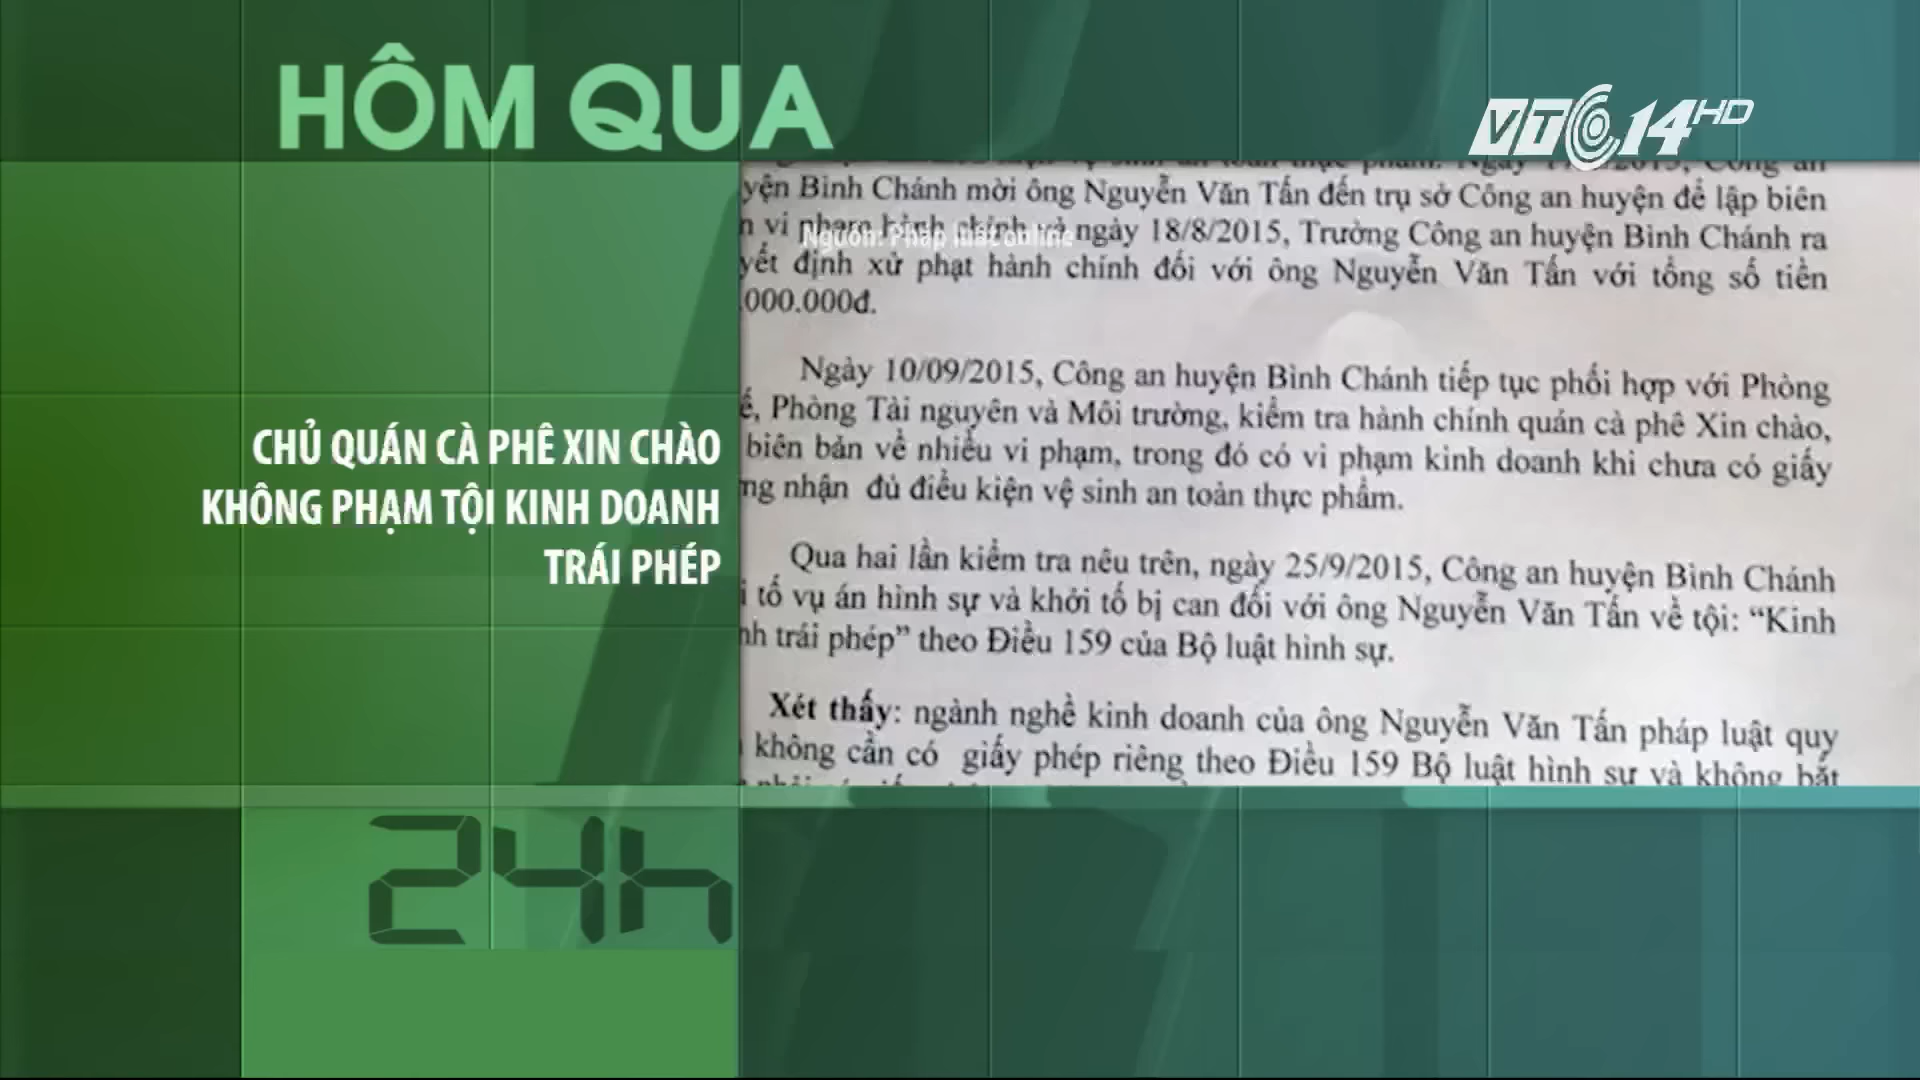 HÔM QUA
VTC14 HD
yện Bình Chánh mời ông Nguyễn Văn Tấn đến trụ sở Công an huyện để lập biên
n vi phạm hành chính và ngày 18/8/2015, Trưởng Công an huyện Bình Chánh ra
Nguồn: Pháp luật online
yết định xử phạt hành chính đối với ông Nguyễn Văn Tấn với tổng số tiền
.000.000đ.
Ngày 10/09/2015, Công an huyện Bình Chánh tiếp tục phối hợp với Phòng
ế, Phòng Tài nguyên và Môi trường, kiểm tra hành chính quán cà phê Xin chào,
biên bản về nhiều vi phạm, trong đó có vi phạm kinh doanh khi chưa có giấy
ng nhận đủ điều kiện vệ sinh an toàn thực phẩm.
Qua hai lần kiểm tra nêu trên, ngày 25/9/2015, Công an huyện Bình Chánh
i tố vụ án hình sự và khởi tố bị can đối với ông Nguyễn Văn Tấn về tội: “Kinh
nh trái phép” theo Điều 159 của Bộ luật hình sự.
Xét thấy: ngành nghề kinh doanh của ông Nguyễn Văn Tấn pháp luật quy
không cần có giấy phép riêng theo Điều 159 Bộ luật hình sự và không bắt
CHỦ QUÁN CÀ PHÊ XIN CHÀO
KHÔNG PHẠM TỘI KINH DOANH
TRÁI PHÉP
24h